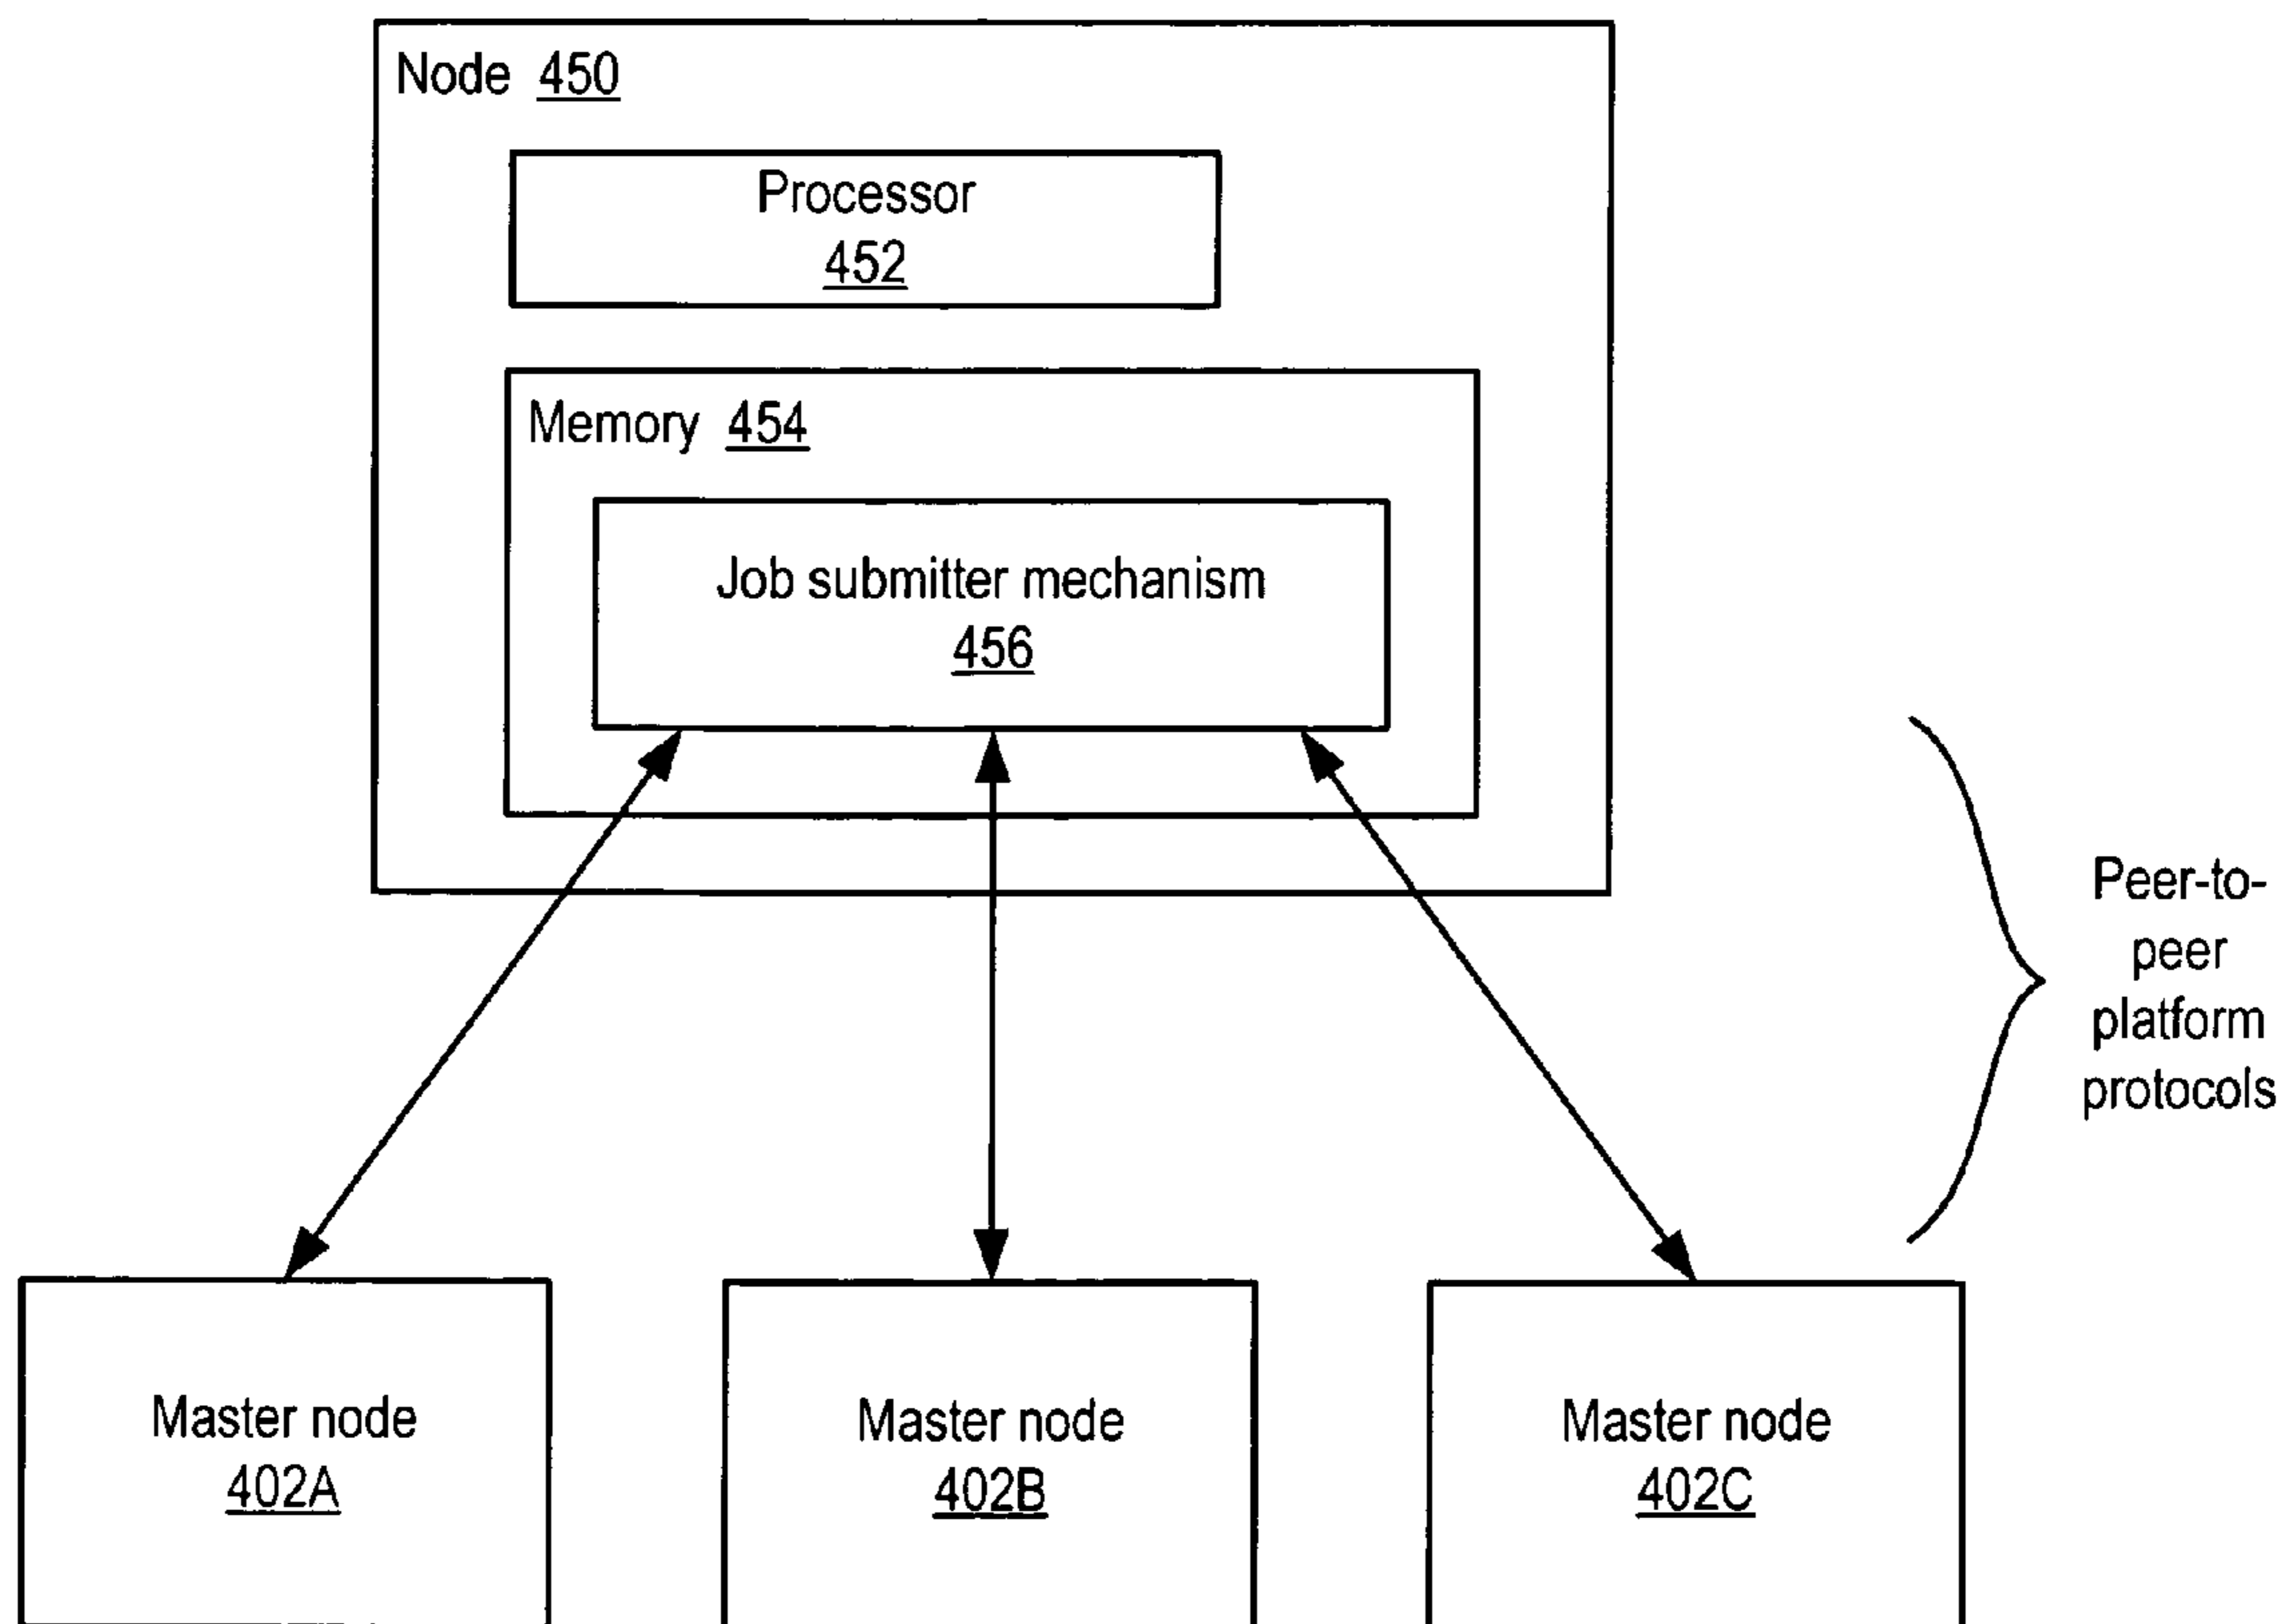 Node 450
Processor
452
Memory 454
Job submitter mechanism
456
Peer-to-
peer
platform
protocols
Master node
402A
Master node
402B
Master node
402C